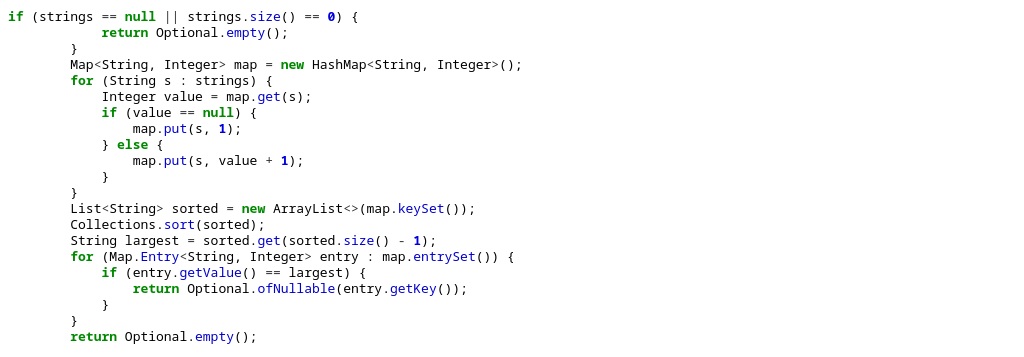 if (strings == null || strings.size() == 0) {
            return Optional.empty();
        }
        Map<String, Integer> map = new HashMap<String, Integer>();
        for (String s : strings) {
            Integer value = map.get(s);
            if (value == null) {
                map.put(s, 1);
            } else {
                map.put(s, value + 1);
            }
        }
        List<String> sorted = new ArrayList<>(map.keySet());
        Collections.sort(sorted);
        String largest = sorted.get(sorted.size() - 1);
        for (Map.Entry<String, Integer> entry : map.entrySet()) {
            if (entry.getValue() == largest) {
                return Optional.ofNullable(entry.getKey());
            }
        }
        return Optional.empty();